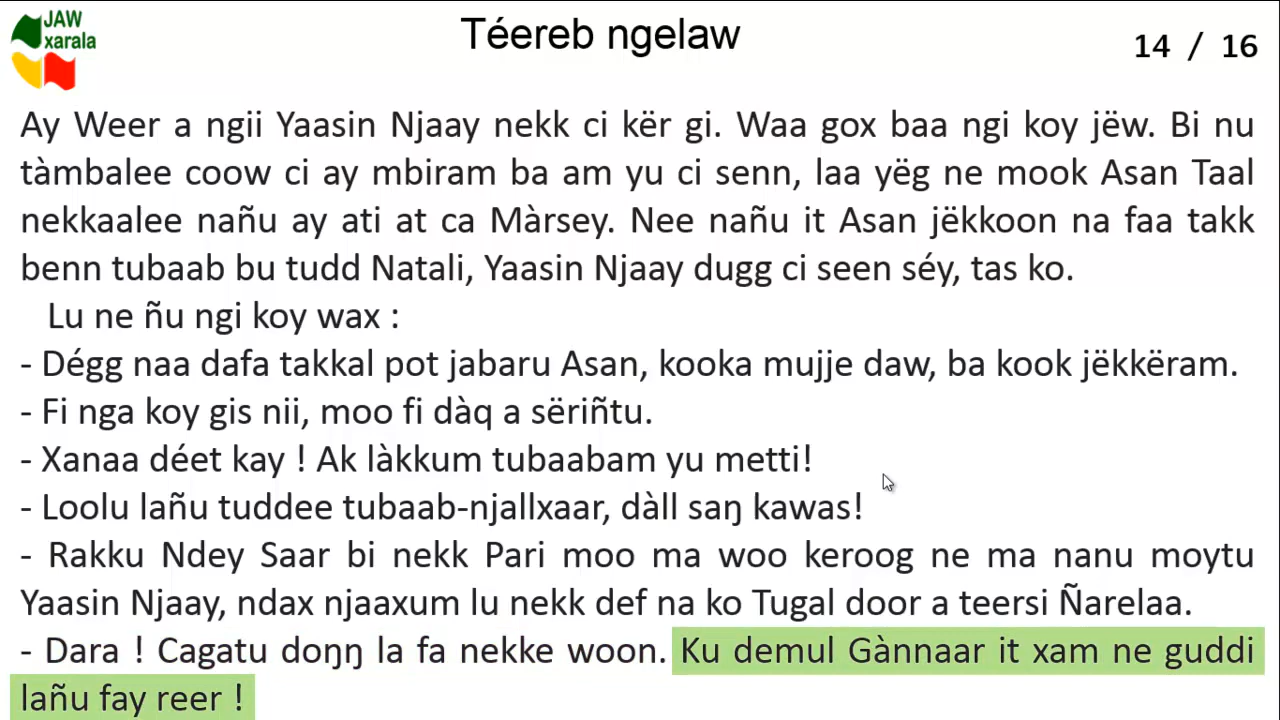 JAW
xarala
Téereb ngelaw
14 / 16
Ay Weer a ngii Yaasin Njaay nekk ci kër gi. Waa gox baa ngi koy jëw. Bi nu
tàmbalee coow ci ay mbiram ba am yu ci senn, laa yëg ne mook Asan Taal
nekkaalee nañu ay ati at ca Màrsey. Nee nañu it Asan jëkkoon na faa takk
benn tubaab bu tudd Natali, Yaasin Njaay dugg ci seen séy, tas ko.
Lu ne ñu ngi koy wax :
- Dégg naa dafa takkal pot jabaru Asan, kooka mujje daw, ba kook jëkkëram.
- Fi nga koy gis nii, moo fi dàq a sëriñtu.
- Xanaa déet kay ! Ak làkkum tubaabam yu metti!
- Loolu lañu tuddee tubaab-njallxaar, dàll saŋ kawas!
- Rakku Ndey Saar bi nekk Pari moo ma woo keroog ne ma nanu moytu
Yaasin Njaay, ndax njaaxum lu nekk def na ko Tugal door a teersi Ñarelaa.
- Dara ! Cagatu doŋŋ la fa nekke woon. Ku demul Gànnaar it xam ne guddi
lañu fay reer !